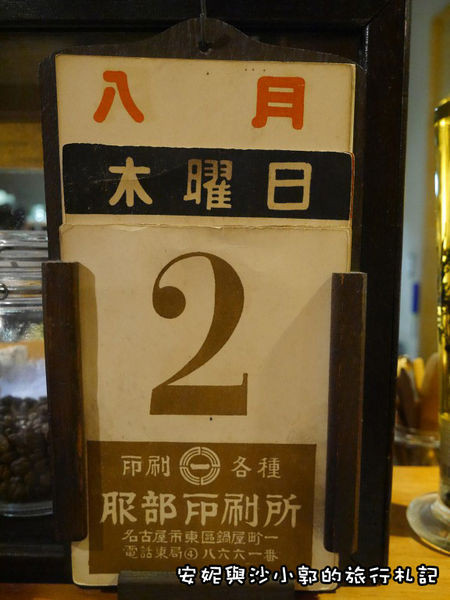 八月
木曜日
2
印刷 一 各種
服部印刷所
名古屋市東區鍋屋町一
電話東局④八六六一番
安妮與沙小郭的旅行札記